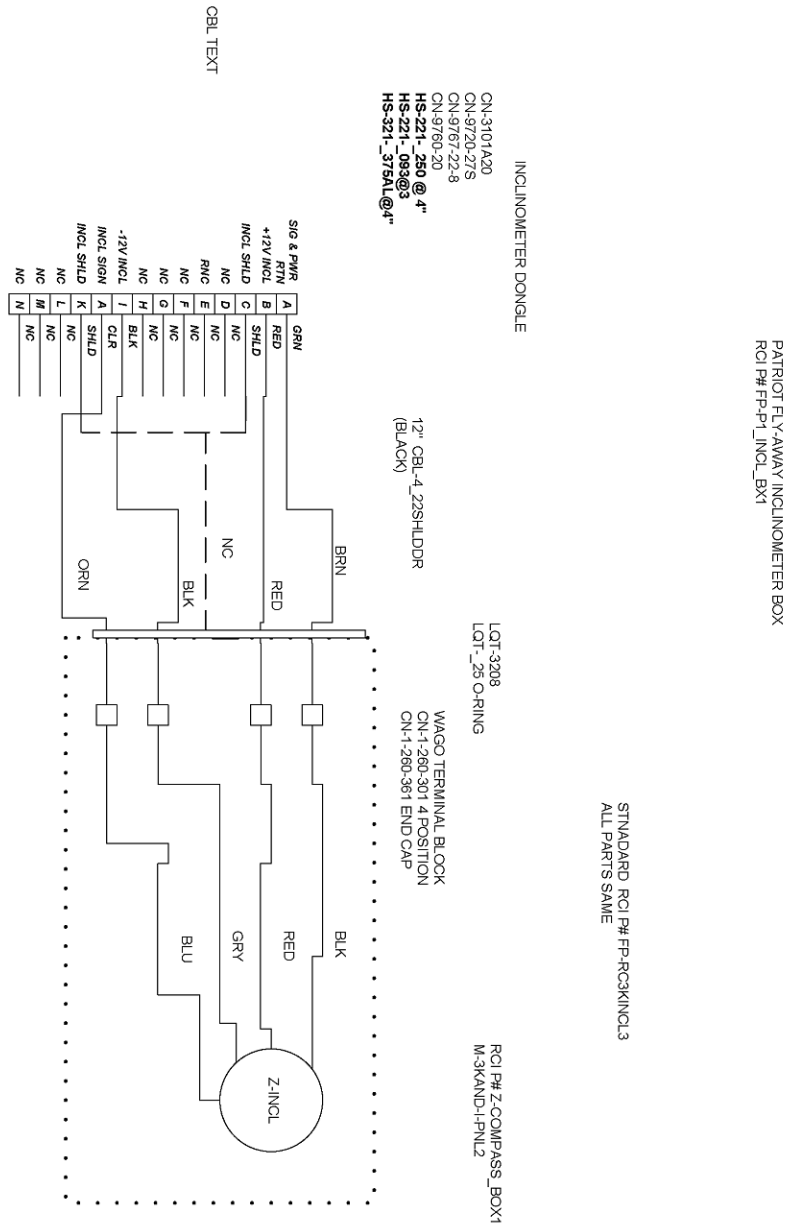 PATRIOT FLY-AWAY INCLINOMETER BOX
RCI P# FP-P1_INCL_BX1
STNADARD RCI P# FP-RC3KINCL3
ALL PARTS SAME
INCLINOMETER DONGLE
CN-3101A20
CN-9720-27S
CN-9767-22-8
CN-9760-20
HS-221-_250 @ 4"
HS-221-_093@3
HS-321-_375AL@4"
12" CBL-4_22SHLDDR
(BLACK)
LQT-3208
LQT-_25 O-RING
WAGO TERMINAL BLOCK
CN-1-260-301 4 POSITION
CN-1-260-361 END CAP
RCI P# Z-COMPASS_BOX1
M-3KAND-I-PNL2
CBL TEXT
SIG & PWR
RTN A GRN
+12V INCL B RED
INCL SHLD C SHLD
NC D NC
RNC E NC
NC F NC
NC G NC
NC H NC
-12V INCL I BLK
INCL SIGN A CLR
INCL SHLD K SHLD
NC L NC
NC M NC
NC N NC
BRN
RED
NC
BLK
ORN
BLK
RED
GRY
BLU
Z-INCL